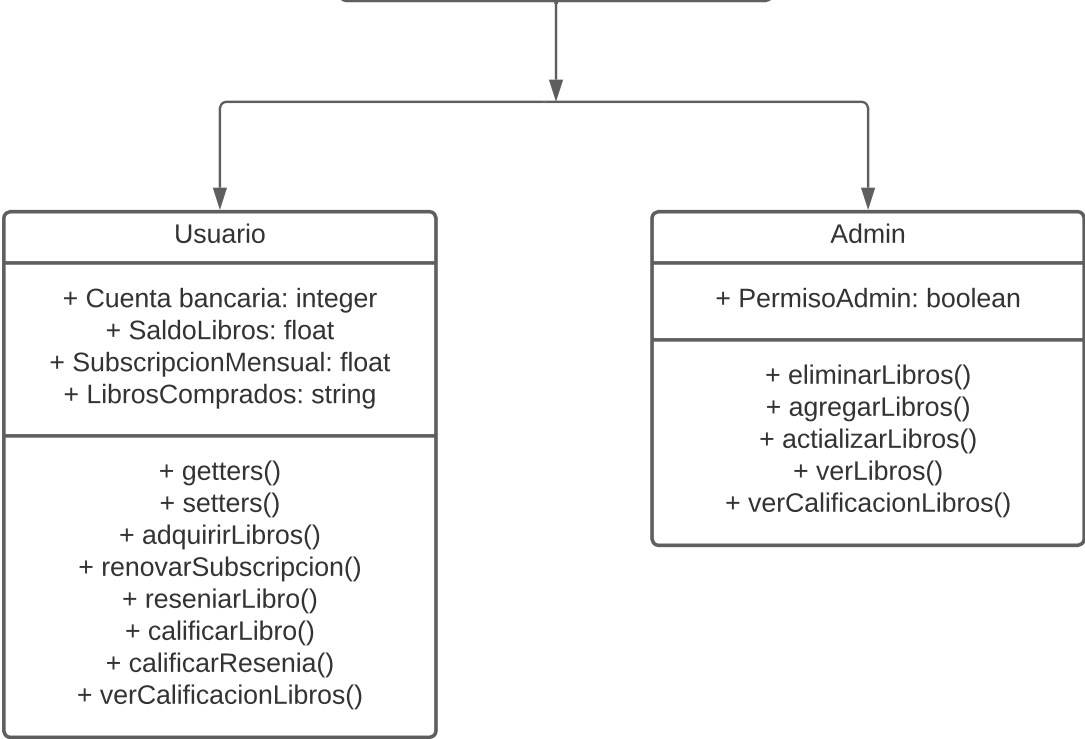 Usuario
+ Cuenta bancaria: integer
+ SaldoLibros: float
+ SubscripcionMensual: float
+ LibrosComprados: string
+ getters()
+ setters()
+ adquirirLibros()
+ renovarSubscripcion()
+ reseniarLibro()
+ calificarLibro()
+ calificarResenia()
+ verCalificacionLibros()
Admin
+ PermisoAdmin: boolean
+ eliminarLibros()
+ agregarLibros()
+ actializarLibros()
+ verLibros()
+ verCalificacionLibros()